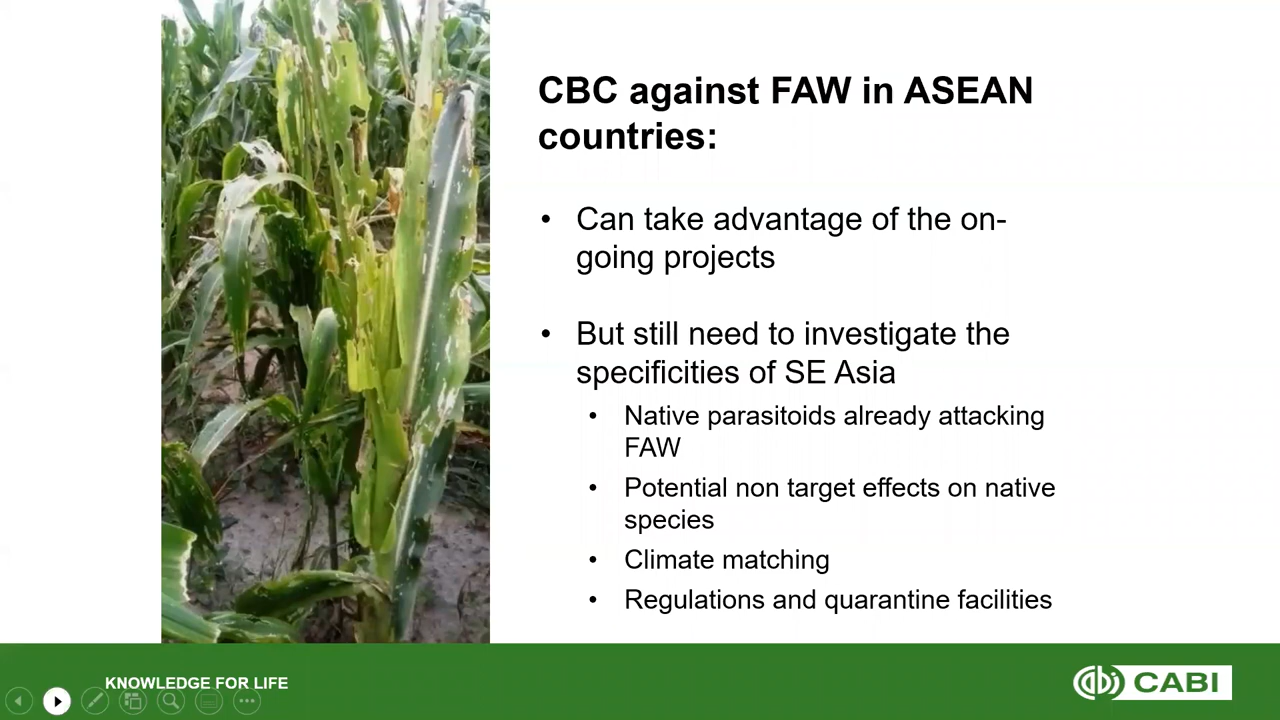 CBC against FAW in ASEAN
countries:
• Can take advantage of the on-
going projects
• But still need to investigate the
specificities of SE Asia
• Native parasitoids already attacking
FAW
• Potential non target effects on native
species
• Climate matching
• Regulations and quarantine facilities
KNOWLEDGE FOR LIFE
CABI